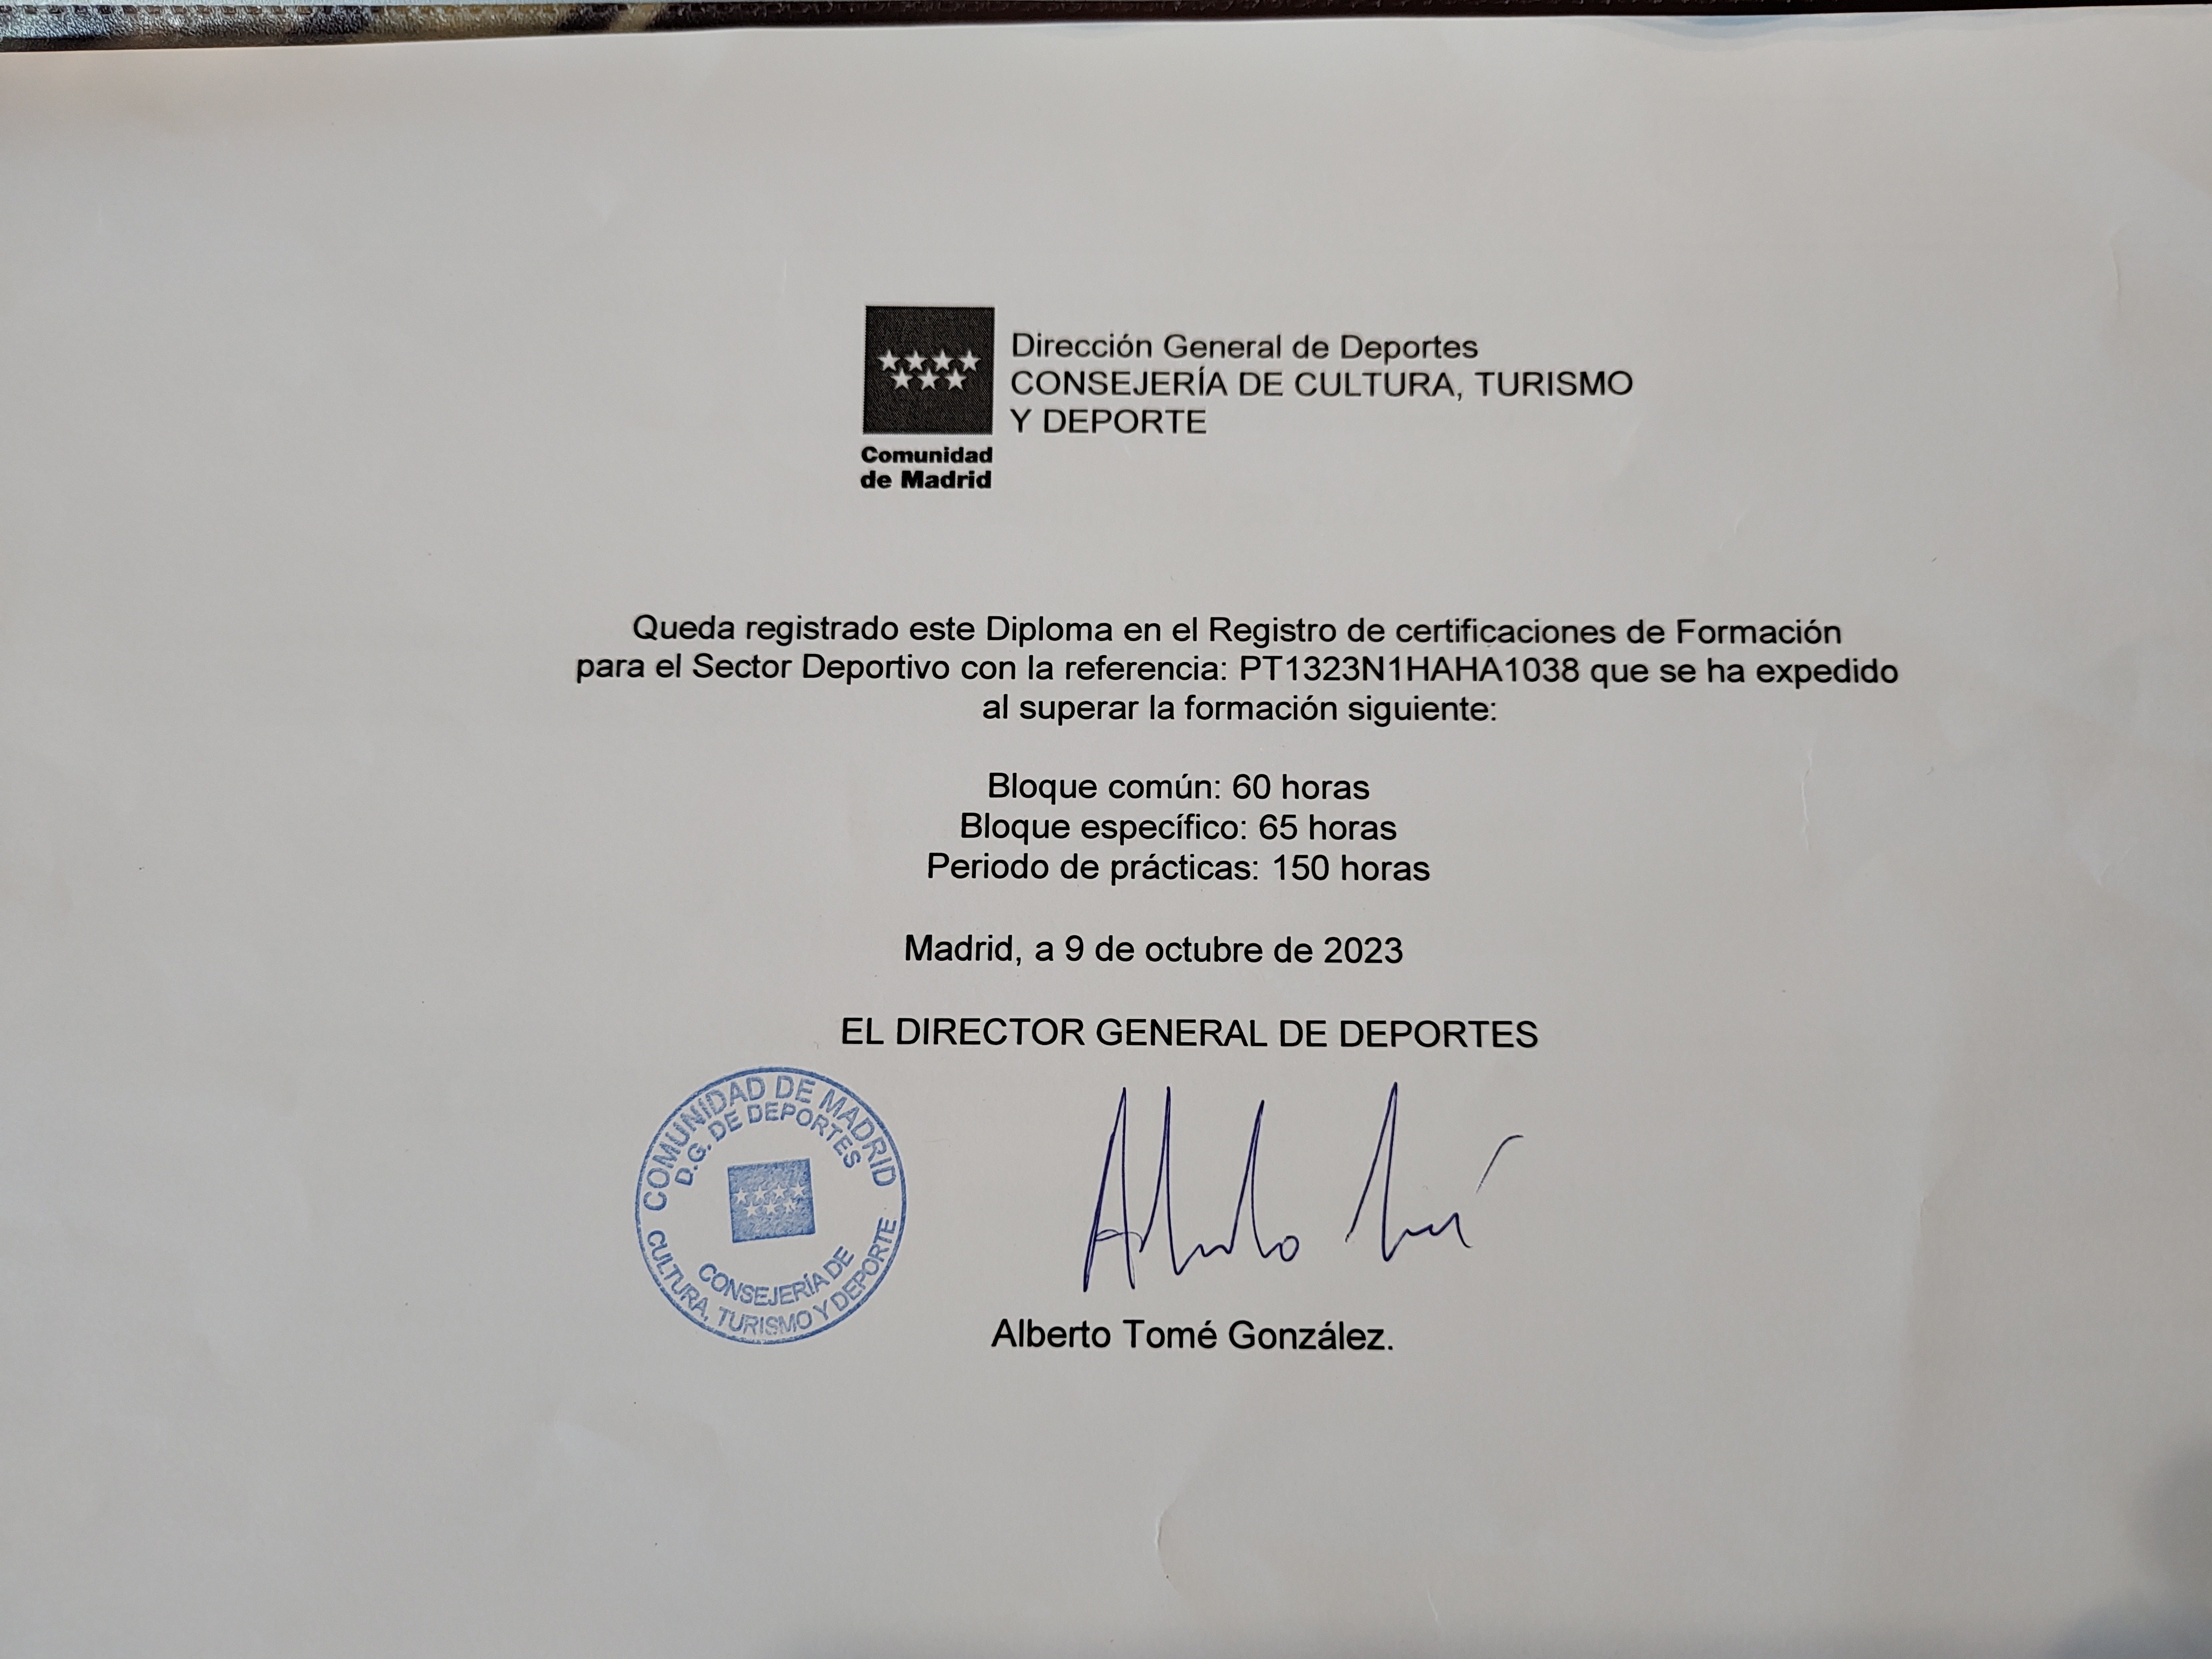 Dirección General de Deportes
CONSEJERÍA DE CULTURA, TURISMO
Y DEPORTE
Comunidad
de Madrid
Queda registrado este Diploma en el Registro de certificaciones de Formación
para el Sector Deportivo con la referencia: PT1323N1HAHA1038 que se ha expedido
al superar la formación siguiente:
Bloque común: 60 horas
Bloque específico: 65 horas
Periodo de prácticas: 150 horas
Madrid, a 9 de octubre de 2023
EL DIRECTOR GENERAL DE DEPORTES
COMUNIDAD DE MADRID
D.G. DE DEPORTES
CONSEJERÍA DE
CULTURA, TURISMO Y DEPORTE
Alberto Tomé González.